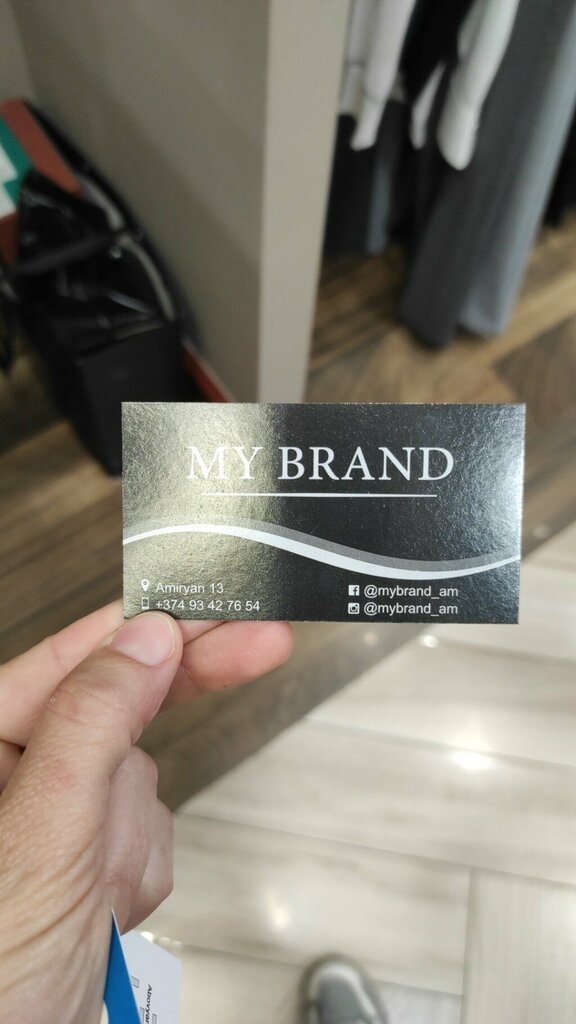 MY BRAND
Amiryan 13
+374 93 42 76 54
@mybrand_am
@mybrand_am